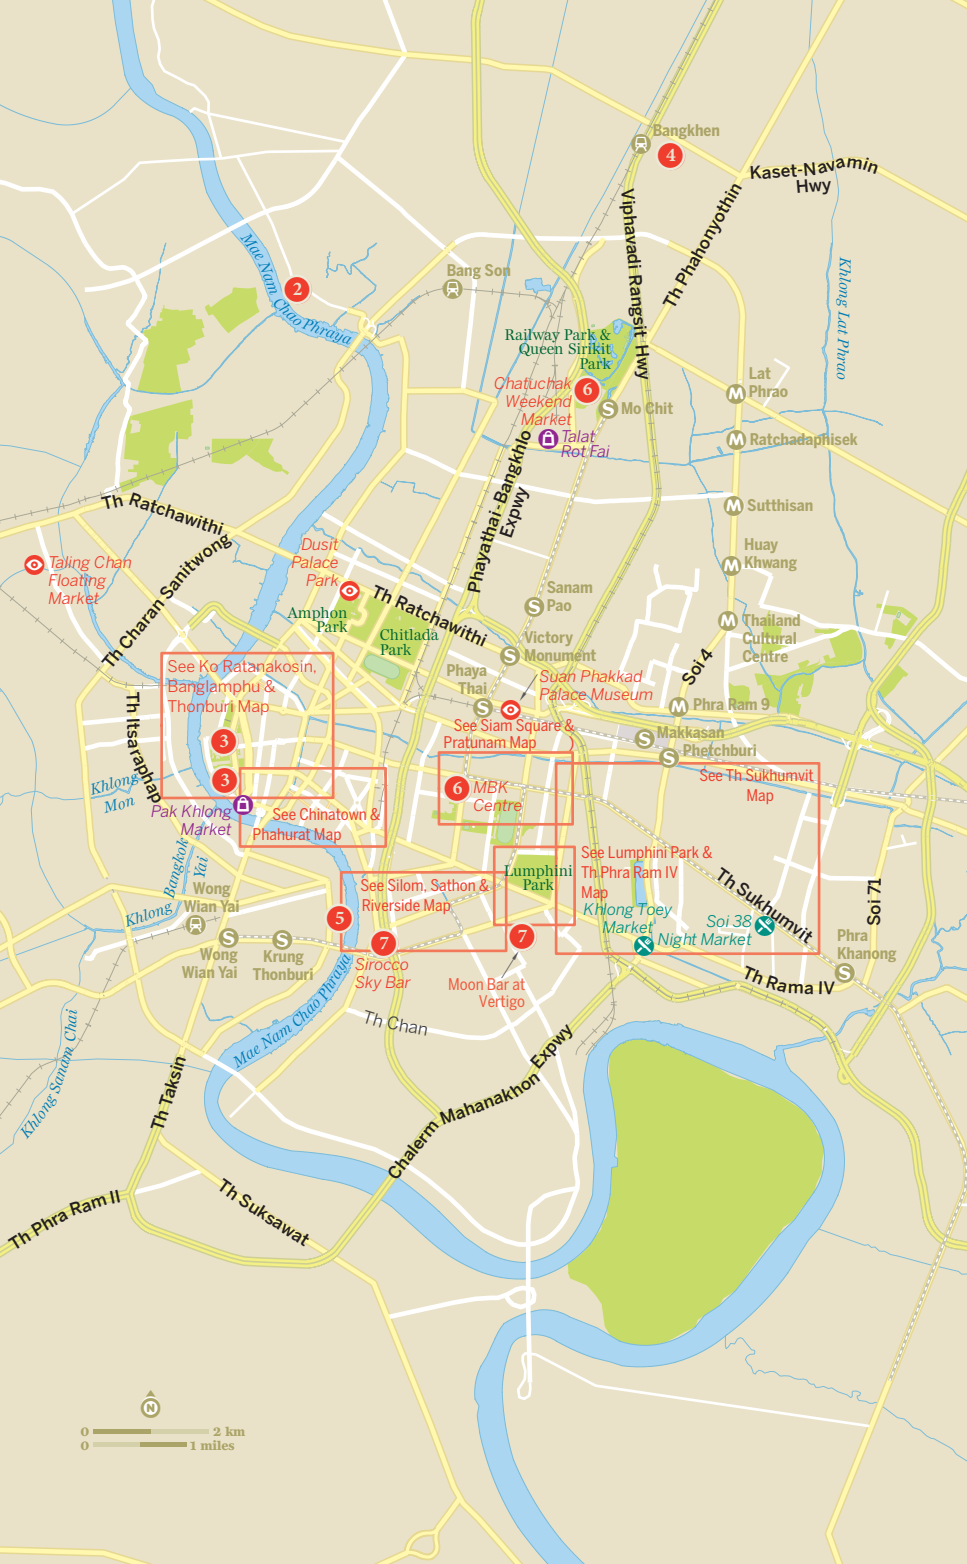 Bangkhen
4
Kaset-Navamin
Hwy
Viphavadi Rangsit Hwy
Th Phahonyothin
Mae Nam Chao Phraya
2
Bang Son
Khlong Lat Phrao
Railway Park &
Queen Sirikit
Park
Chatuchak
Weekend
Market
6
Mo Chit
S
Lat
Phrao
M
Talat
Rot Fai
M
Ratchadaphisek
Phayathai-Bangkhlo
Expwy
Th Ratchawithi
M
Sutthisan
Th Charan Sanitwong
Taling Chan
Floating
Market
Dusit
Palace
Park
Huay
Khwang
M
Th Ratchawithi
Amphon
Park
Chitlada
Park
Sanam
Pao
S
M
Thailand
Cultural
Centre
Victory
Monument
S
Soi 4
See Ko Ratanakosin,
Banglamphu &
Thonburi Map
Phaya
Thai
S
Suan Phakkad
Palace Museum
M
Phra Ram 9
Th Itsaraphap
See Siam Square &
Pratunam Map
S
Makkasan
Phetchburi
S
3
3
Khlong
Mon
See Th Sukhumvit
Map
6
MBK
Centre
Pak Khlong
Market
See Chinatown &
Phahurat Map
Khlong Bangkok
Yai
See Lumphini Park &
Th Phra Ram IV
Map
Lumphini
Park
See Silom, Sathon &
Riverside Map
Th Sukhumvit
Soi 71
Khlong
Wong
Wian Yai
5
Khlong Toey
Market
Soi 38
Night Market
S
Wong
Wian Yai
S
Krung
Thonburi
7
Sirocco
Sky Bar
7
Moon Bar at
Vertigo
Phra
Khanong
S
Th Rama IV
Mae Nam Chao Phraya
Th Chan
Khlong Sanam Chai
Th Taksin
Chalerm Mahanakhon Expwy
Th Phra Ram II
Th Suksawat
N
0
2 km
0
1 miles